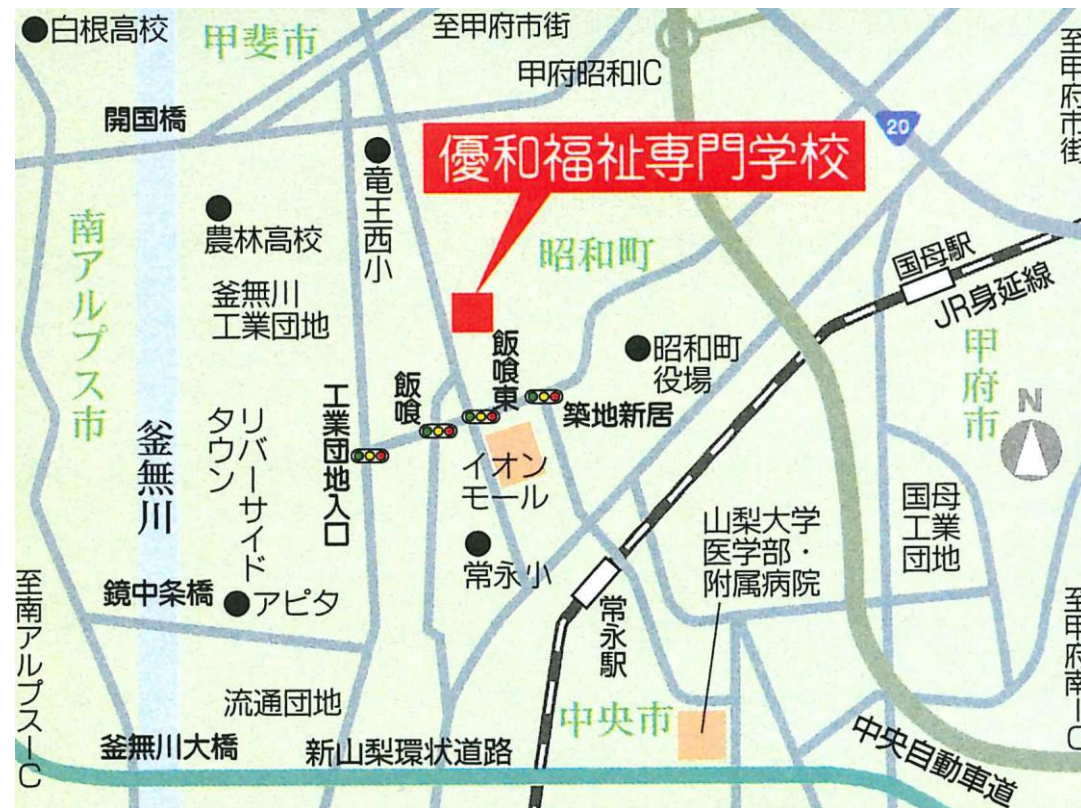 白根高校
甲斐市
至甲府市街
甲府昭和IC
至甲府市街
20
開国橋
優和福祉専門学校
竜王西小
農林高校
南アルプス市
昭和町
国母駅
JR身延線
釜無川
工業団地
甲府市
飯喰東
昭和町
役場
飯喰
築地新居
N
工業団地入口
リバーサイド
タウン
釜無川
イオン
モール
国母
工業
団地
山梨大学
医学部・
附属病院
常永小
至南アルプスIC
鏡中条橋
アピタ
常永駅
至甲府南IC
流通団地
中央市
釜無川大橋
新山梨環状道路
中央自動車道